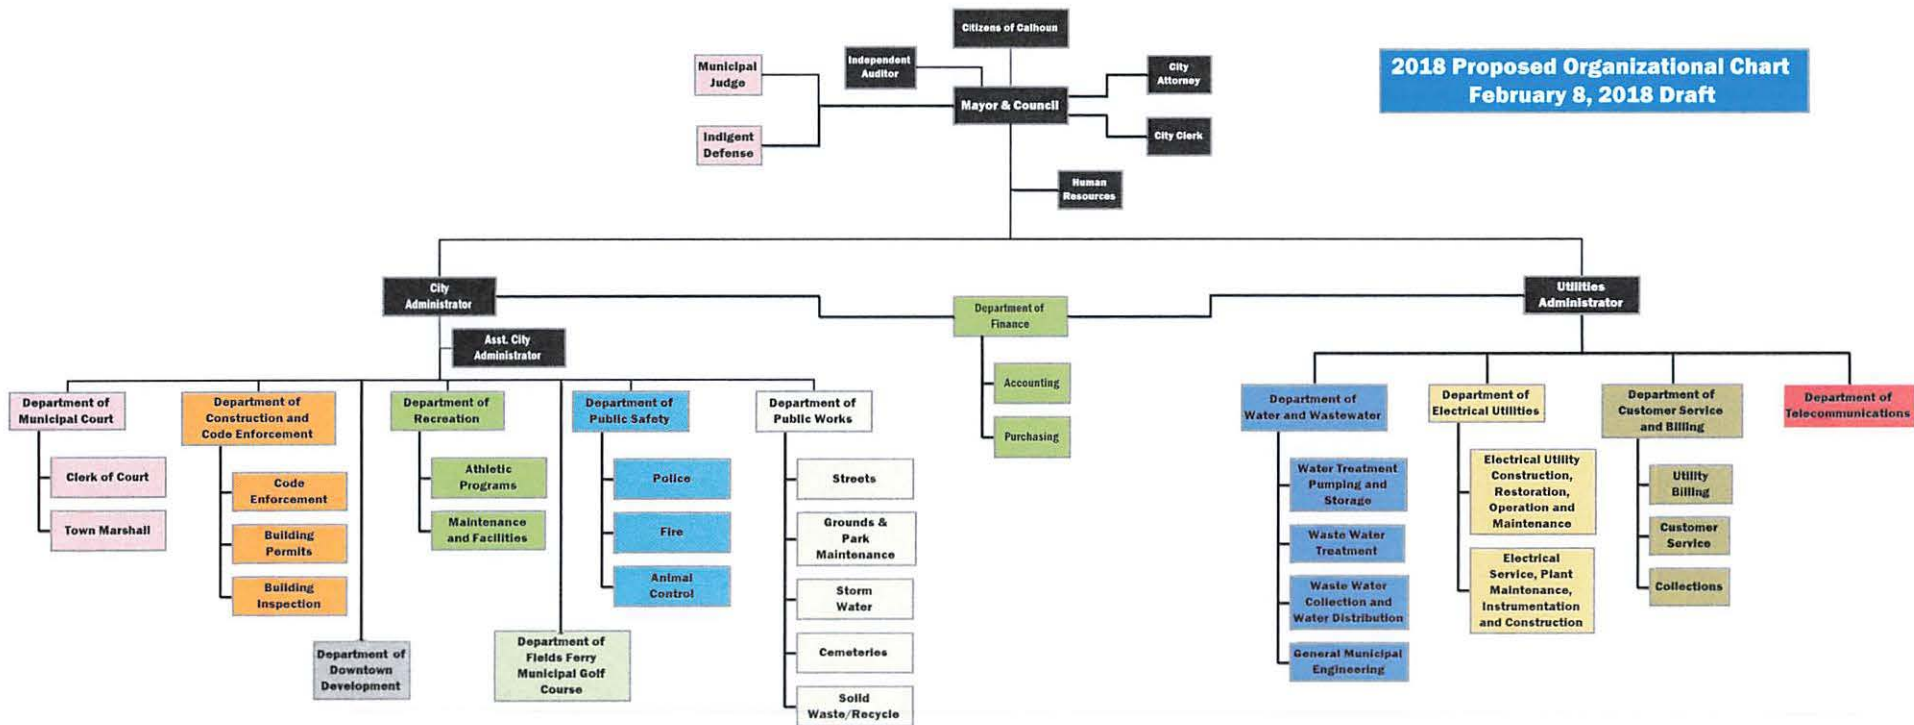 Citizens of Calhoun
Independent
Auditor
Municipal
Judge
City
Attorney
2018 Proposed Organizational Chart
February 8, 2018 Draft
Mayor & Council
Indigent
Defense
City Clerk
Human
Resources
City
Administrator
Utilities
Administrator
Department of
Finance
Asst. City
Administrator
Accounting
Purchasing
Department of
Municipal Court
Clerk of Court
Town Marshall
Department of
Construction and
Code Enforcement
Code
Enforcement
Building
Permits
Building
Inspection
Department of
Downtown
Development
Department of
Recreation
Athletic
Programs
Maintenance
and Facilities
Department of
Fields Ferry
Municipal Golf
Course
Department of
Public Safety
Police
Fire
Animal
Control
Department of
Public Works
Streets
Grounds &
Park
Maintenance
Storm
Water
Cemeteries
Solid
Waste/Recycle
Department of
Water and Wastewater
Water Treatment
Pumping and
Storage
Waste Water
Treatment
Waste Water
Collection and
Water Distribution
General Municipal
Engineering
Department of
Electrical Utilities
Electrical Utility
Construction,
Restoration,
Operation and
Maintenance
Electrical
Service, Plant
Maintenance,
Instrumentation
and Construction
Department of
Customer Service
and Billing
Utility
Billing
Customer
Service
Collections
Department of
Telecommunications